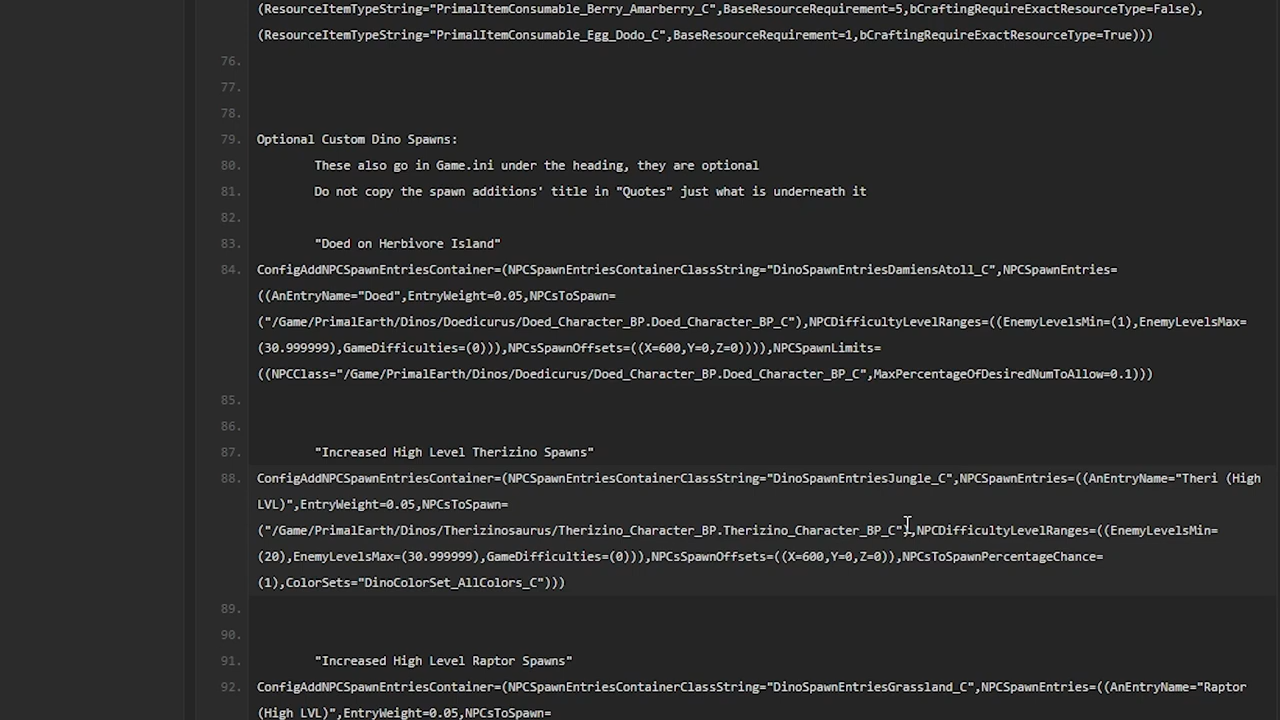 (ResourceItemTypeString="PrimalItemConsumable_Berry_Amarberry_C",BaseResourceRequirement=5,bCraftingRequireExactResourceType=False),
(ResourceItemTypeString="PrimalItemConsumable_Egg_Dodo_C",BaseResourceRequirement=1,bCraftingRequireExactResourceType=True)))
76.
77.
78.
79. Optional Custom Dino Spawns:
80. These also go in Game.ini under the heading, they are optional
81. Do not copy the spawn additions' title in "Quotes" just what is underneath it
82.
83. "Doed on Herbivore Island"
84. ConfigAddNPCSpawnEntriesContainer=(NPCSpawnEntriesContainerClassString="DinoSpawnEntriesDamiensAtoll_C",NPCSpawnEntries=
((AnEntryName="Doed",EntryWeight=0.05,NPCsToSpawn=
("/Game/PrimalEarth/Dinos/Doedicurus/Doed_Character_BP.Doed_Character_BP_C"),NPCDifficultyLevelRanges=((EnemyLevelsMin=(1),EnemyLevelsMax=
(30.999999),GameDifficulties=(0))),NPCsSpawnOffsets=((X=600,Y=0,Z=0)))),NPCSpawnLimits=
((NPCClass="/Game/PrimalEarth/Dinos/Doedicurus/Doed_Character_BP.Doed_Character_BP_C",MaxPercentageOfDesiredNumToAllow=0.1)))
85.
86.
87. "Increased High Level Therizino Spawns"
88. ConfigAddNPCSpawnEntriesContainer=(NPCSpawnEntriesContainerClassString="DinoSpawnEntriesJungle_C",NPCSpawnEntries=((AnEntryName="Theri (High
LVL)",EntryWeight=0.05,NPCsToSpawn=
("/Game/PrimalEarth/Dinos/Therizinosaurus/Therizino_Character_BP.Therizino_Character_BP_C"),NPCDifficultyLevelRanges=((EnemyLevelsMin=
(20),EnemyLevelsMax=(30.999999),GameDifficulties=(0))),NPCsSpawnOffsets=((X=600,Y=0,Z=0)),NPCsToSpawnPercentageChance=
(1),ColorSets="DinoColorSet_AllColors_C")))
89.
90.
91. "Increased High Level Raptor Spawns"
92. ConfigAddNPCSpawnEntriesContainer=(NPCSpawnEntriesContainerClassString="DinoSpawnEntriesGrassland_C",NPCSpawnEntries=((AnEntryName="Raptor
(High LVL)",EntryWeight=0.05,NPCsToSpawn=